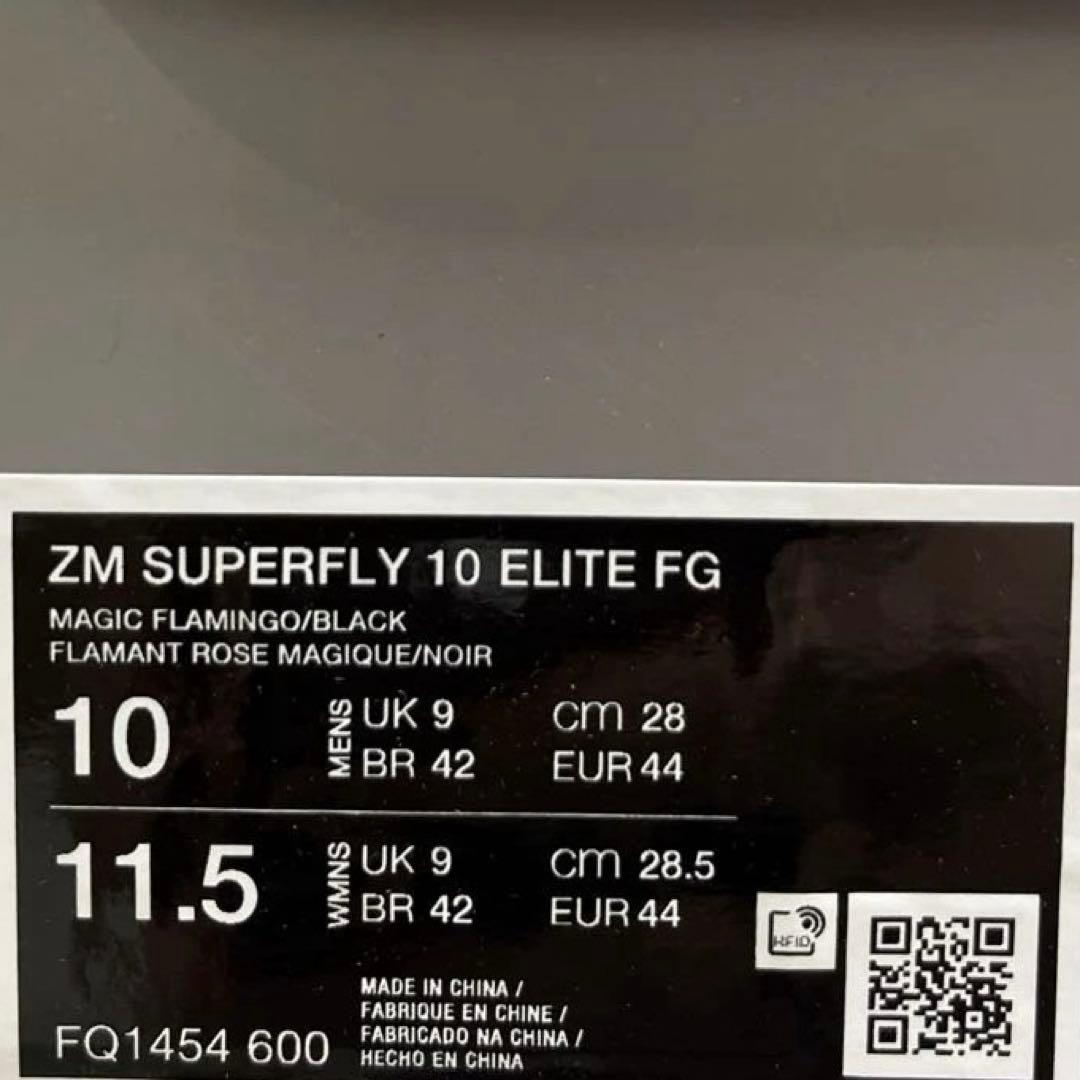 ZM SUPERFLY 10 ELITE FG
MAGIC FLAMINGO/BLACK
FLAMANT ROSE MAGIQUE/NOIR
10 MENS UK 9 cm 28
BR 42 EUR 44
11.5 WMNS UK 9 cm 28.5
BR 42 EUR 44
RFID
MADE IN CHINA /
FABRIQUE EN CHINE /
FABRICADO NA CHINA /
HECHO EN CHINA
FQ1454 600